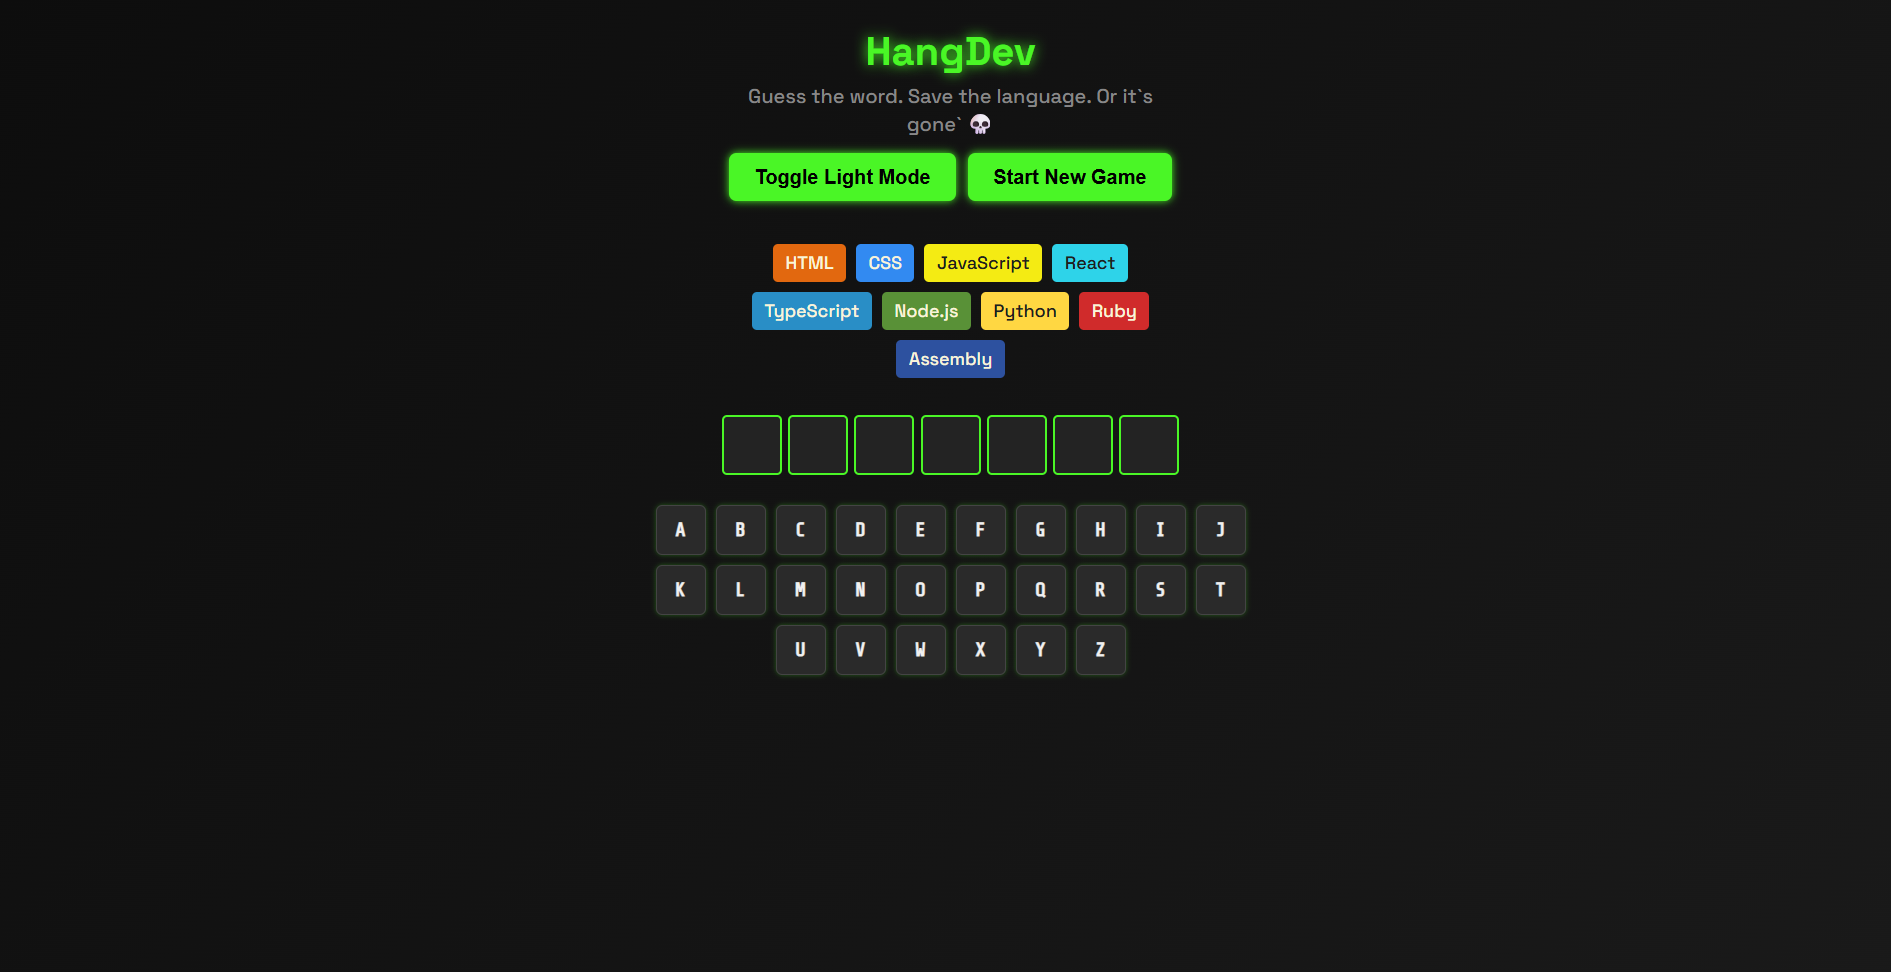 HangDev
Guess the word. Save the language. Or it`s
gone` 💀
Toggle Light Mode Start New Game
HTML CSS JavaScript React
TypeScript Node.js Python Ruby
Assembly
A B C D E F G H I J
K L M N O P Q R S T
U V W X Y Z